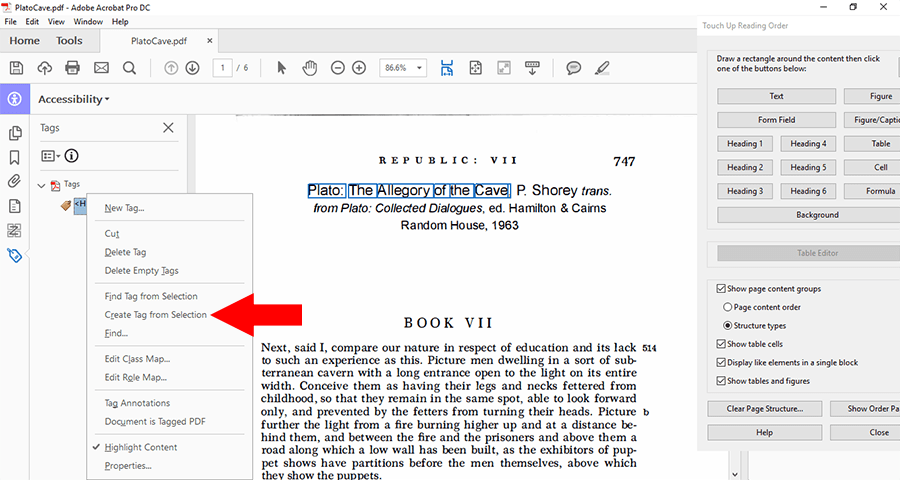 PlatoCave.pdf - Adobe Acrobat Pro DC
File Edit View Window Help
Home Tools PlatoCave.pdf ×
1 / 6 86.6%
Accessibility
Tags
Tags
<H
New Tag...
Cut
Delete Tag
Delete Empty Tags
Find Tag from Selection
Create Tag from Selection
Find...
Edit Class Map...
Edit Role Map...
Tag Annotations
Document is Tagged PDF
Highlight Content
Properties...
REPUBLIC: VII 747
Plato: The Allegory of the Cave, P. Shorey trans.
from Plato: Collected Dialogues, ed. Hamilton & Cairns
Random House, 1963
BOOK VII
Next, said I, compare our nature in respect of education and its lack 514
to such an experience as this. Picture men dwelling in a sort of sub-
terranean cavern with a long entrance open to the light on its entire
width. Conceive them as having their legs and necks fettered from
childhood, so that they remain in the same spot, able to look forward
only, and prevented by the fetters from turning their heads. Picture b
further the light from a fire burning higher up and at a distance be-
hind them, and between the fire and the prisoners and above them a
road along which a low wall has been built, as the exhibitors of pup-
pet shows have partitions before the men themselves, above which
they show the puppets.
Touch Up Reading Order
Draw a rectangle around the content then click
one of the buttons below:
Text Figure
Form Field Figure/Captio
Heading 1 Heading 4 Table
Heading 2 Heading 5 Cell
Heading 3 Heading 6 Formula
Background
Table Editor
Show page content groups
Page content order
Structure types
Show table cells
Display like elements in a single block
Show tables and figures
Clear Page Structure... Show Order Pa
Help Close